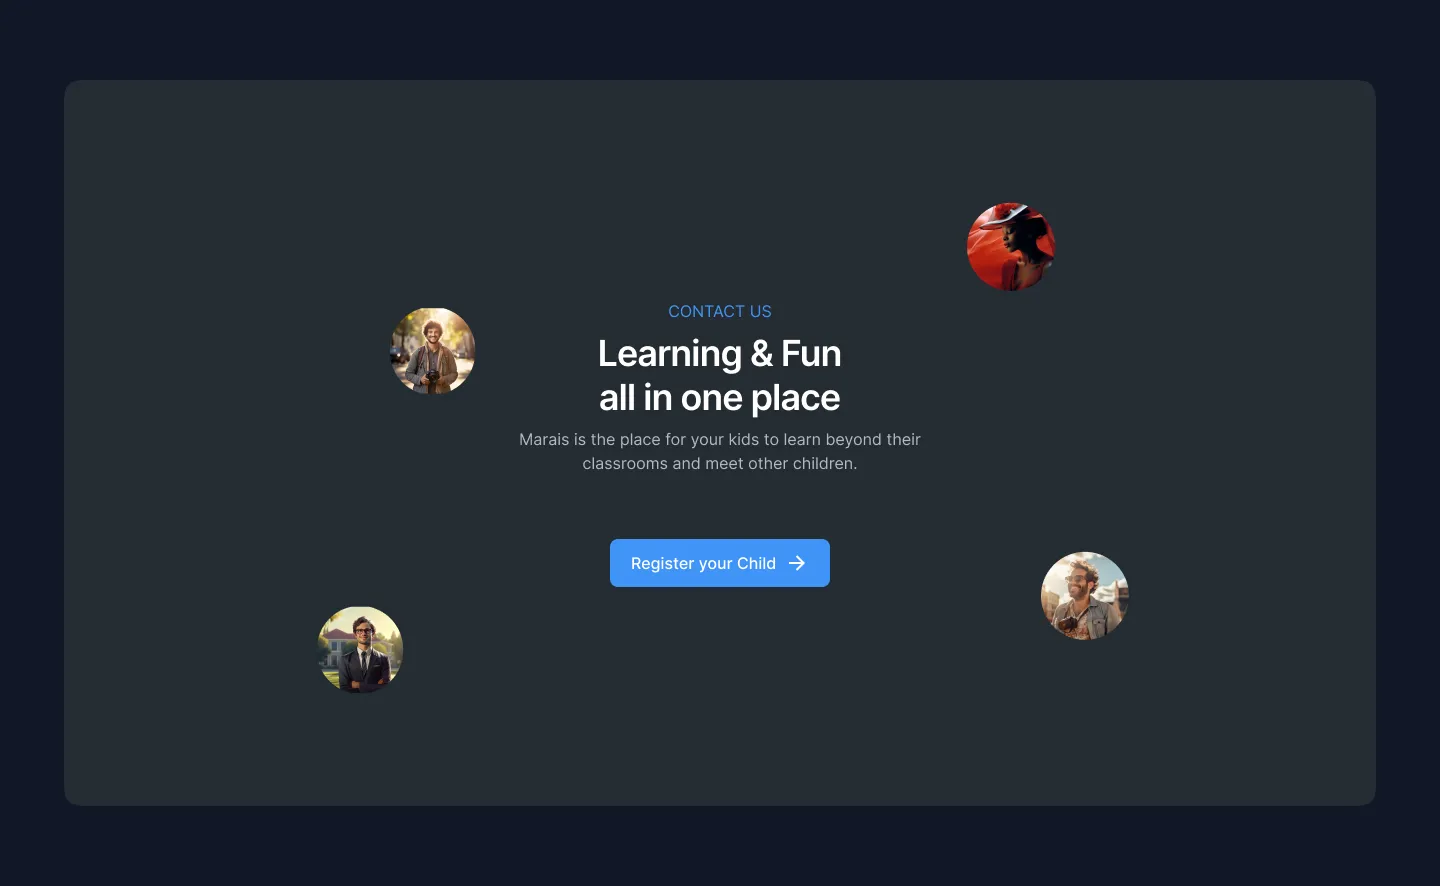 CONTACT US
Learning & Fun
all in one place
Marais is the place for your kids to learn beyond their
classrooms and meet other children.
Register your Child